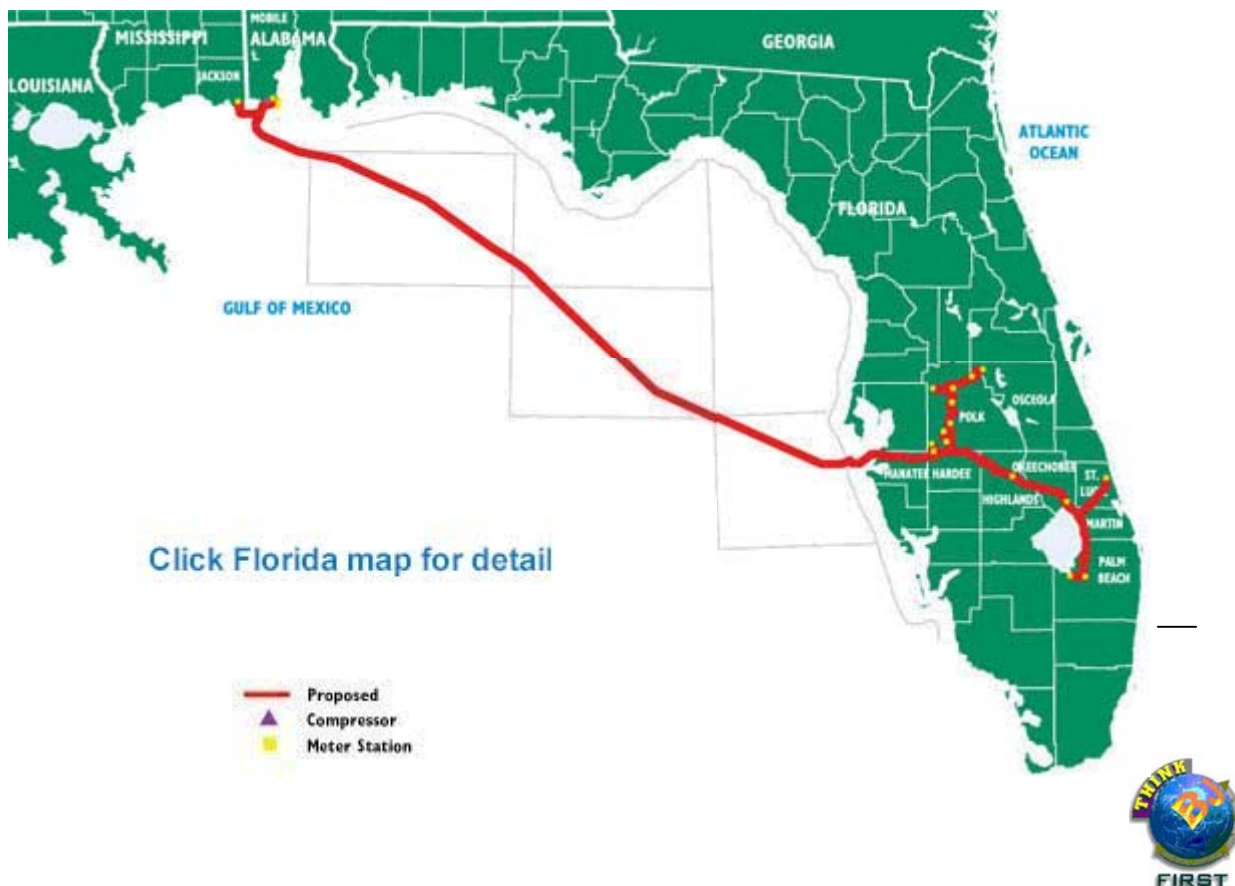 MISSISSIPPI
MOBILE
ALABAMA
GEORGIA
LOUISIANA
JACKSON
ATLANTIC
OCEAN
FLORIDA
GULF OF MEXICO
OSCEOLA
POLK
MANATEE HARDEE
OKEECHOBEE
HIGHLANDS
ST.
MARTIN
PALM
BEACH
Click Florida map for detail
Proposed
Compressor
Meter Station
THINK
BJ
FIRST